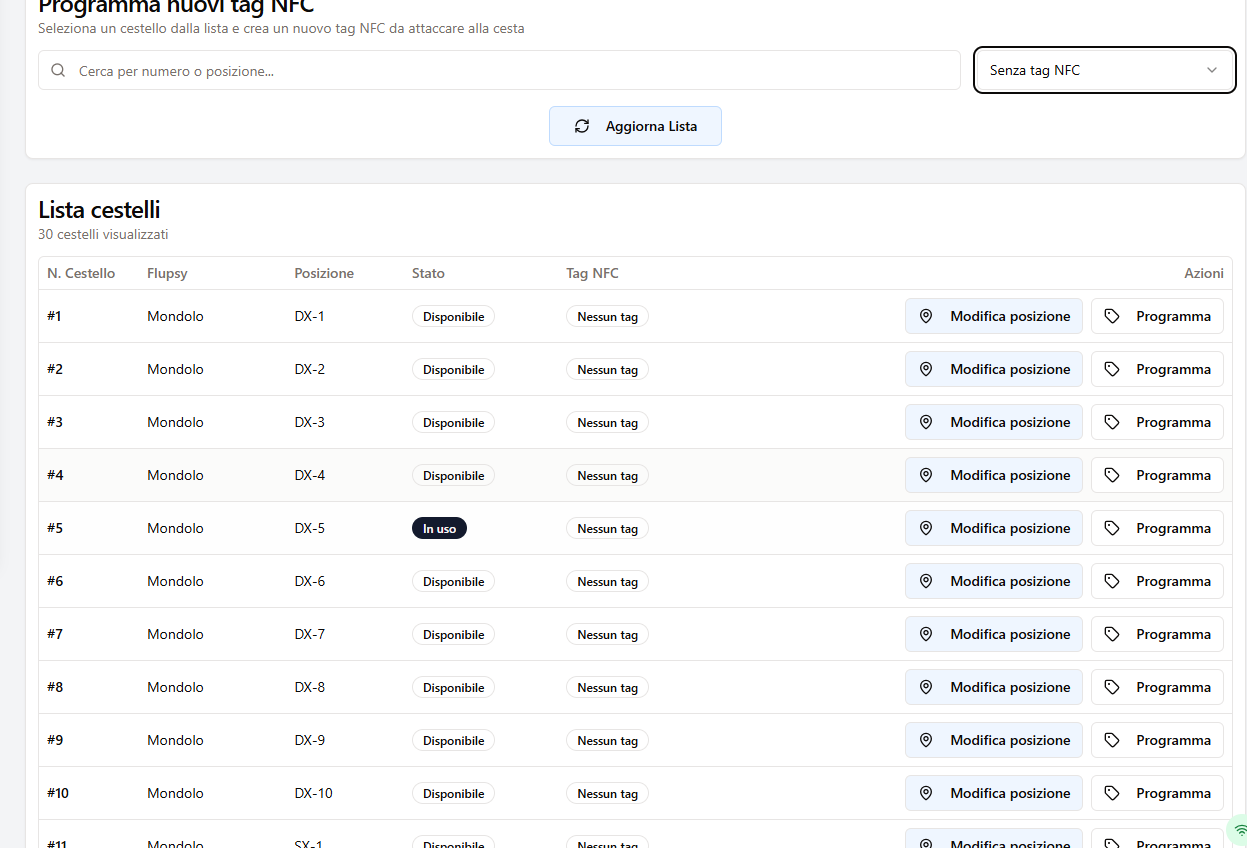 Programma nuovi tag NFC
Seleziona un cestello dalla lista e crea un nuovo tag NFC da attaccare alla cesta
Cerca per numero o posizione... Senza tag NFC
Aggiorna Lista
Lista cestelli
30 cestelli visualizzati
N. Cestello Flupsy Posizione Stato Tag NFC Azioni
#1 Mondolo DX-1 Disponibile Nessun tag Modifica posizione Programma
#2 Mondolo DX-2 Disponibile Nessun tag Modifica posizione Programma
#3 Mondolo DX-3 Disponibile Nessun tag Modifica posizione Programma
#4 Mondolo DX-4 Disponibile Nessun tag Modifica posizione Programma
#5 Mondolo DX-5 In uso Nessun tag Modifica posizione Programma
#6 Mondolo DX-6 Disponibile Nessun tag Modifica posizione Programma
#7 Mondolo DX-7 Disponibile Nessun tag Modifica posizione Programma
#8 Mondolo DX-8 Disponibile Nessun tag Modifica posizione Programma
#9 Mondolo DX-9 Disponibile Nessun tag Modifica posizione Programma
#10 Mondolo DX-10 Disponibile Nessun tag Modifica posizione Programma
#11 Mondolo SX-1 Disponibile Nessun tag Modifica posizione Programma